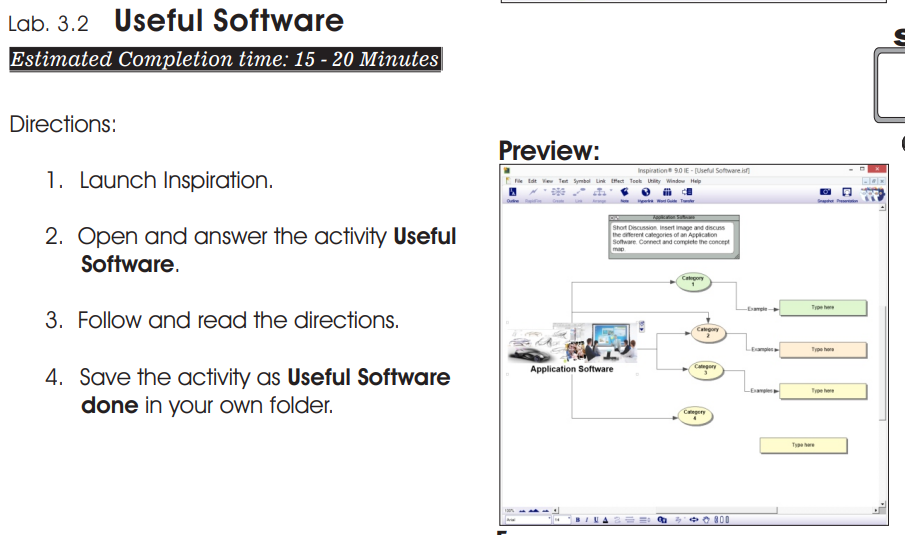 Lab. 3.2 Useful Software
Estimated Completion time: 15 - 20 Minutes
Directions:
1. Launch Inspiration.
2. Open and answer the activity Useful
Software.
3. Follow and read the directions.
4. Save the activity as Useful Software
done in your own folder.
Preview:
Inspiration® 9.0 IE - [Useful Software.isf]
File Edit View Text Symbol Link Effect Tools Utility Window Help
Outline RapidFire Create Link Arrange Note Hyperlink Word Guide Transfer Snapshot Presentation
Application Software
Short Discussion. Insert image and discuss
the different categories of an Application
Software. Connect and complete the concept
map.
Category
1
Example
Type here
Category
2
Examples
Type here
Application Software
Category
3
Examples
Type here
Category
4
Type here
100%
Arial 14 B I U A